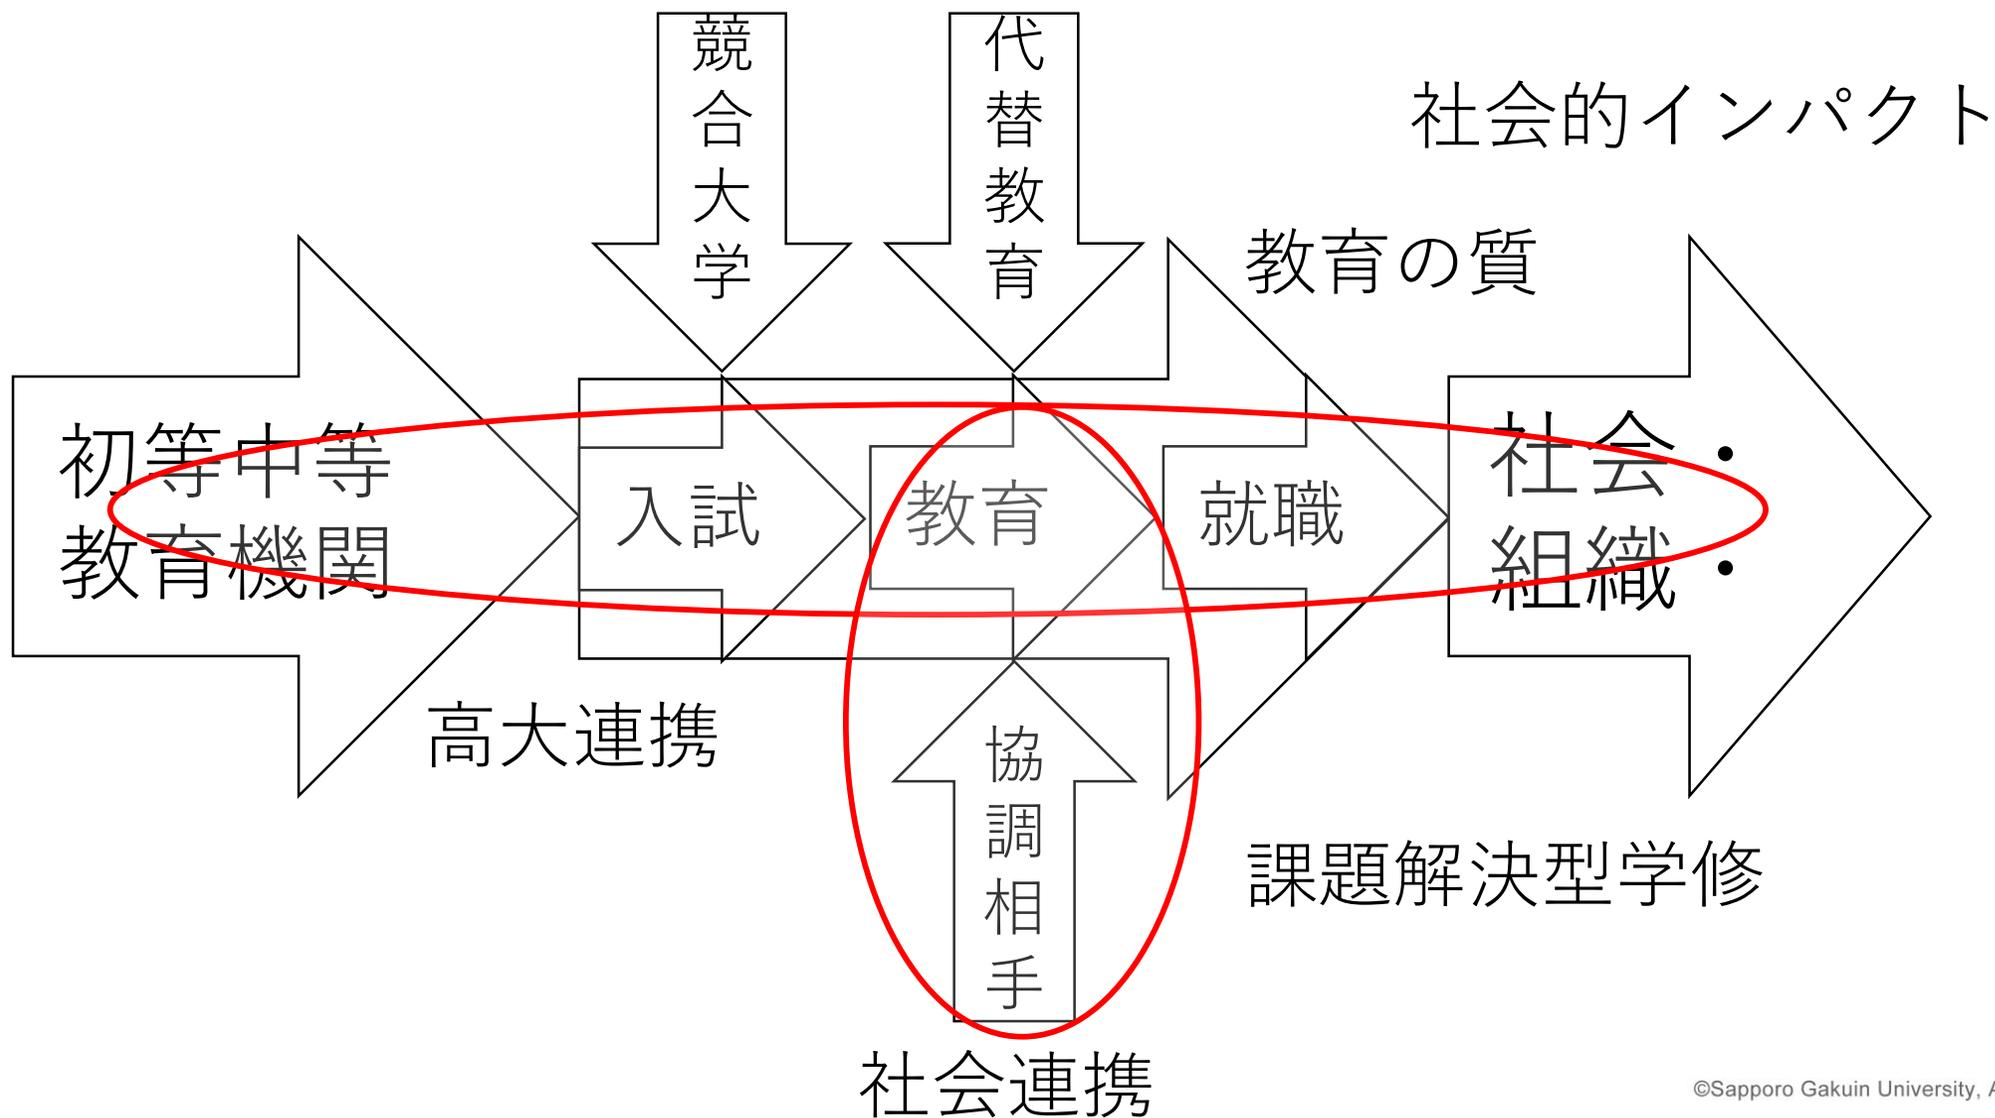 競合大学
代替教育
社会的インパクト
教育の質
初等中等
教育機関
入試
教育
就職
社会・
組織・
高大連携
協調相手
課題解決型学修
社会連携
©Sapporo Gakuin University, A